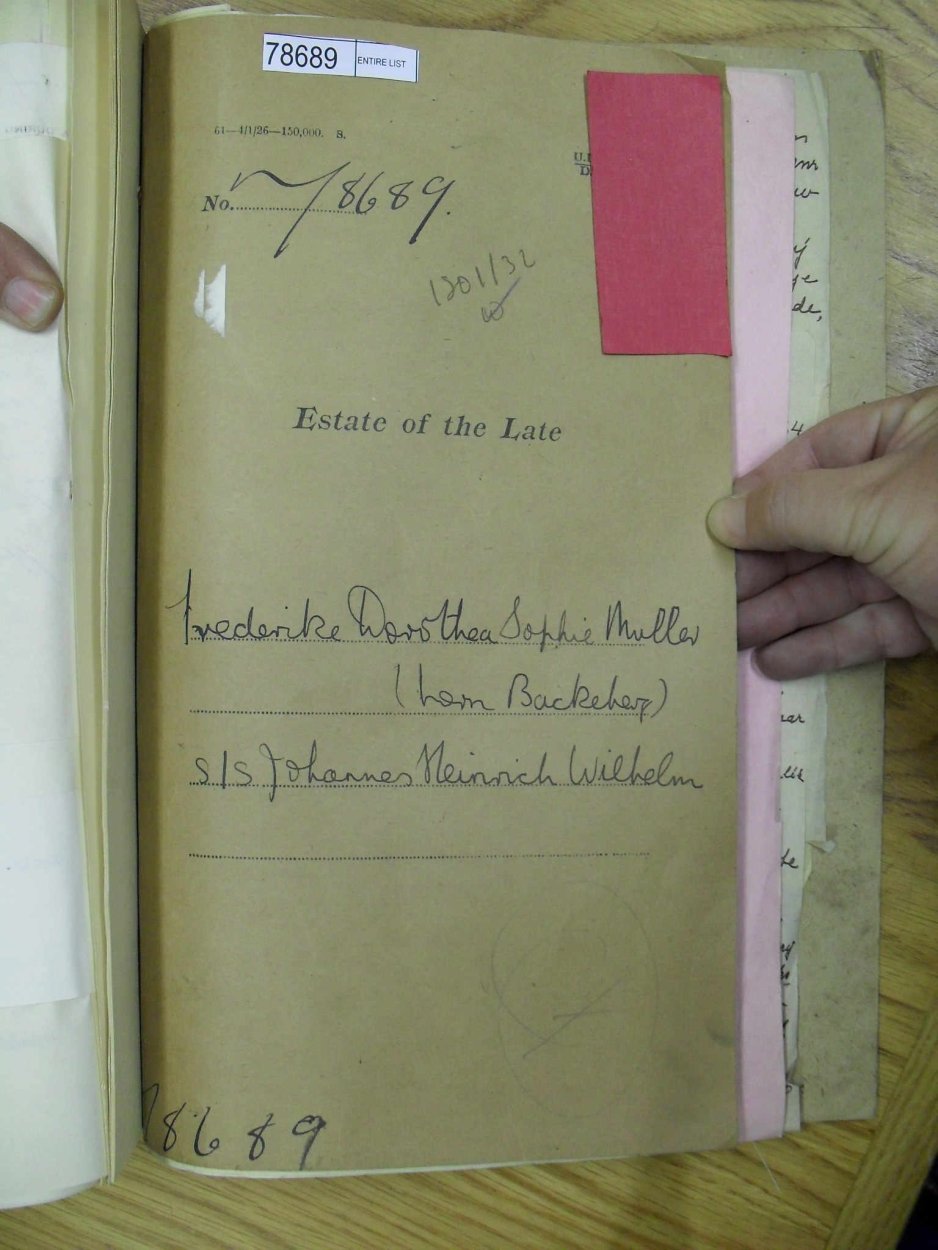 78689 ENTIRE LIST
61—4/1/26—150,000. S.
U.
D
No. 78689.
1801/32
Estate of the Late
Frederike Dorothea Sophie Muller
(born Backeberg)
s/s Johannes Heinrich Wilhelm
78689